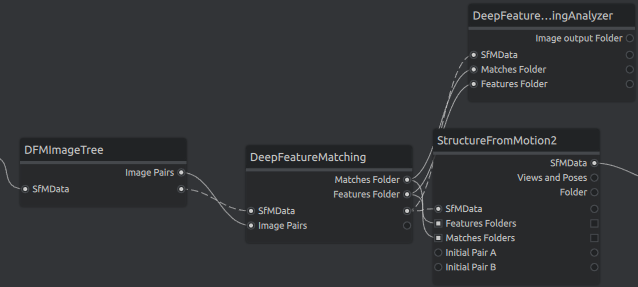 DeepFeature...ingAnalyzer
Image output Folder
SfMData
Matches Folder
Features Folder
DFMImageTree
Image Pairs
SfMData
DeepFeatureMatching
Matches Folder
Features Folder
SfMData
Image Pairs
StructureFromMotion2
SfMData
Views and Poses
Folder
SfMData
Features Folders
Matches Folders
Initial Pair A
Initial Pair B